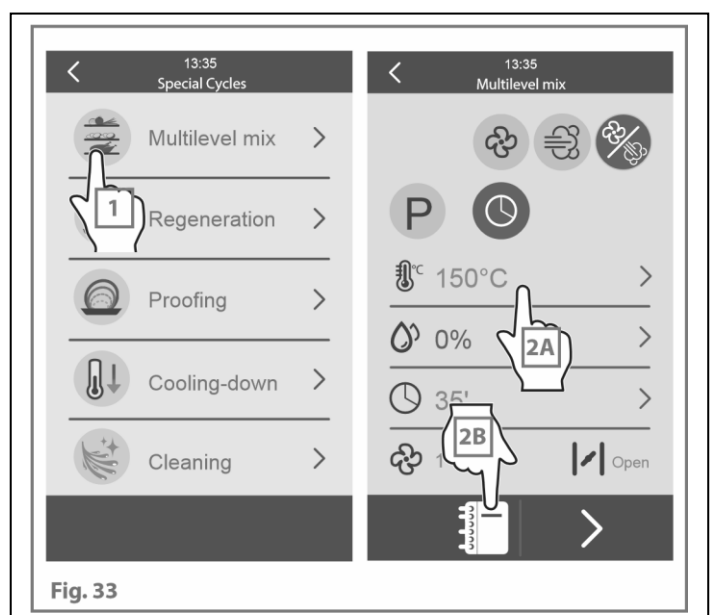 13:35
Special Cycles
Multilevel mix
1
Regeneration
Proofing
Cooling-down
Cleaning
13:35
Multilevel mix
P
°C 150°C
0%
2A
35'
2B
1
Open
Fig. 33